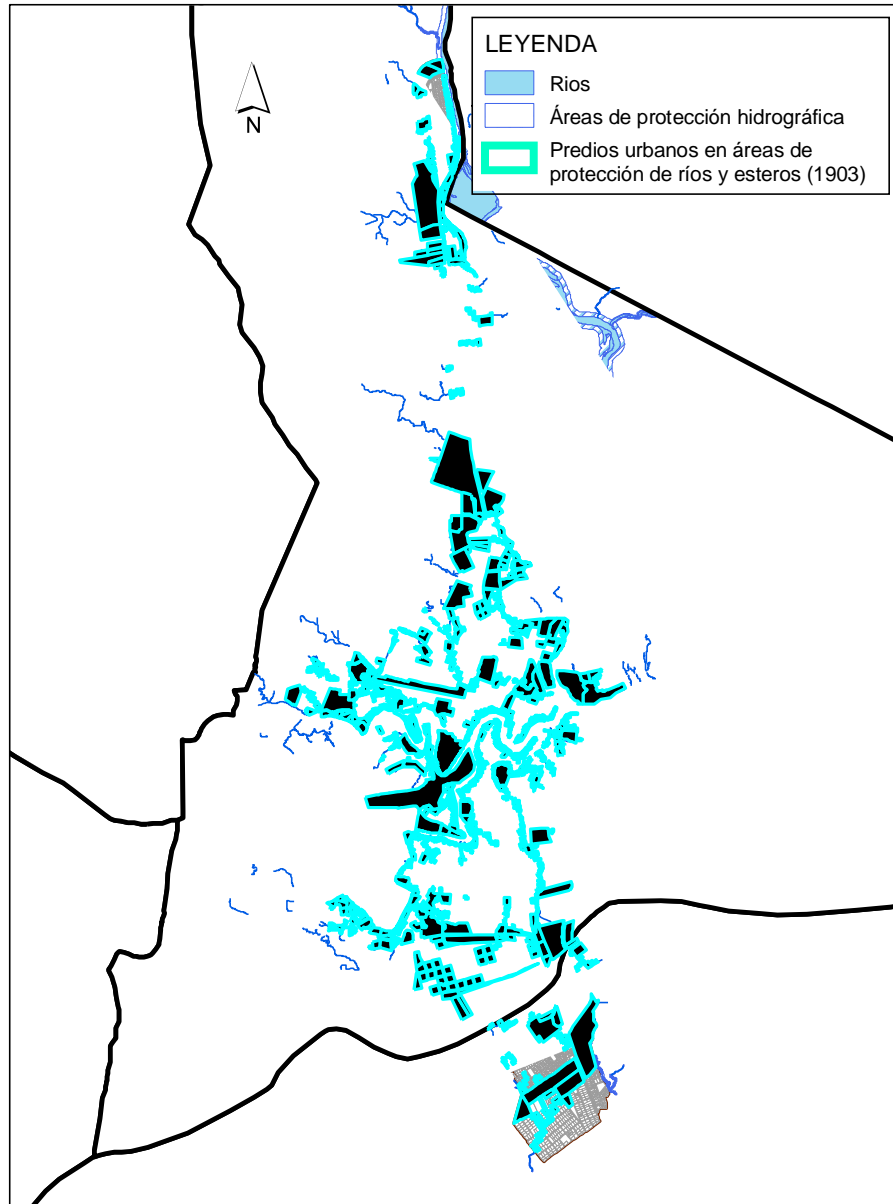 LEYENDA
Rios
Áreas de protección hidrográfica
Predios urbanos en áreas de
protección de ríos y esteros (1903)
N